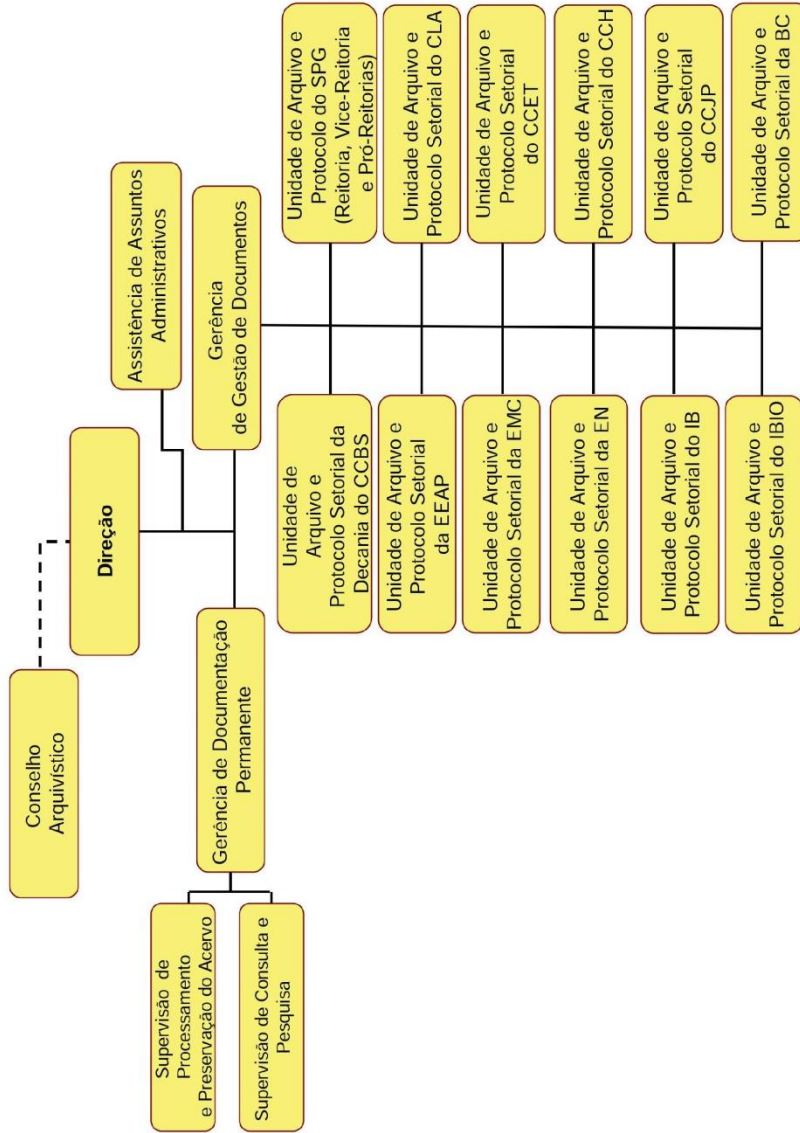 Conselho
Arquivístico
Direção
Assistência de Assuntos
Administrativos
Gerência de Documentação
Permanente
Gerência
de Gestão de Documentos
Supervisão de
Processamento
e Preservação do Acervo
Supervisão de Consulta e
Pesquisa
Unidade de
Arquivo e
Protocolo Setorial da
Decania do CCBS
Unidade de Arquivo e
Protocolo do SPG
(Reitoria, Vice-Reitoria
e Pró-Reitorias)
Unidade de Arquivo e
Protocolo Setorial
da EEAP
Unidade de Arquivo e
Protocolo Setorial do CLA
Unidade de Arquivo e
Protocolo Setorial da EMC
Unidade de Arquivo e
Protocolo Setorial
do CCET
Unidade de Arquivo e
Protocolo Setorial da EN
Unidade de Arquivo e
Protocolo Setorial do CCH
Unidade de Arquivo e
Protocolo Setorial do IB
Unidade de Arquivo e
Protocolo Setorial
do CCJP
Unidade de Arquivo e
Protocolo Setorial do IBIO
Unidade de Arquivo e
Protocolo Setorial da BC